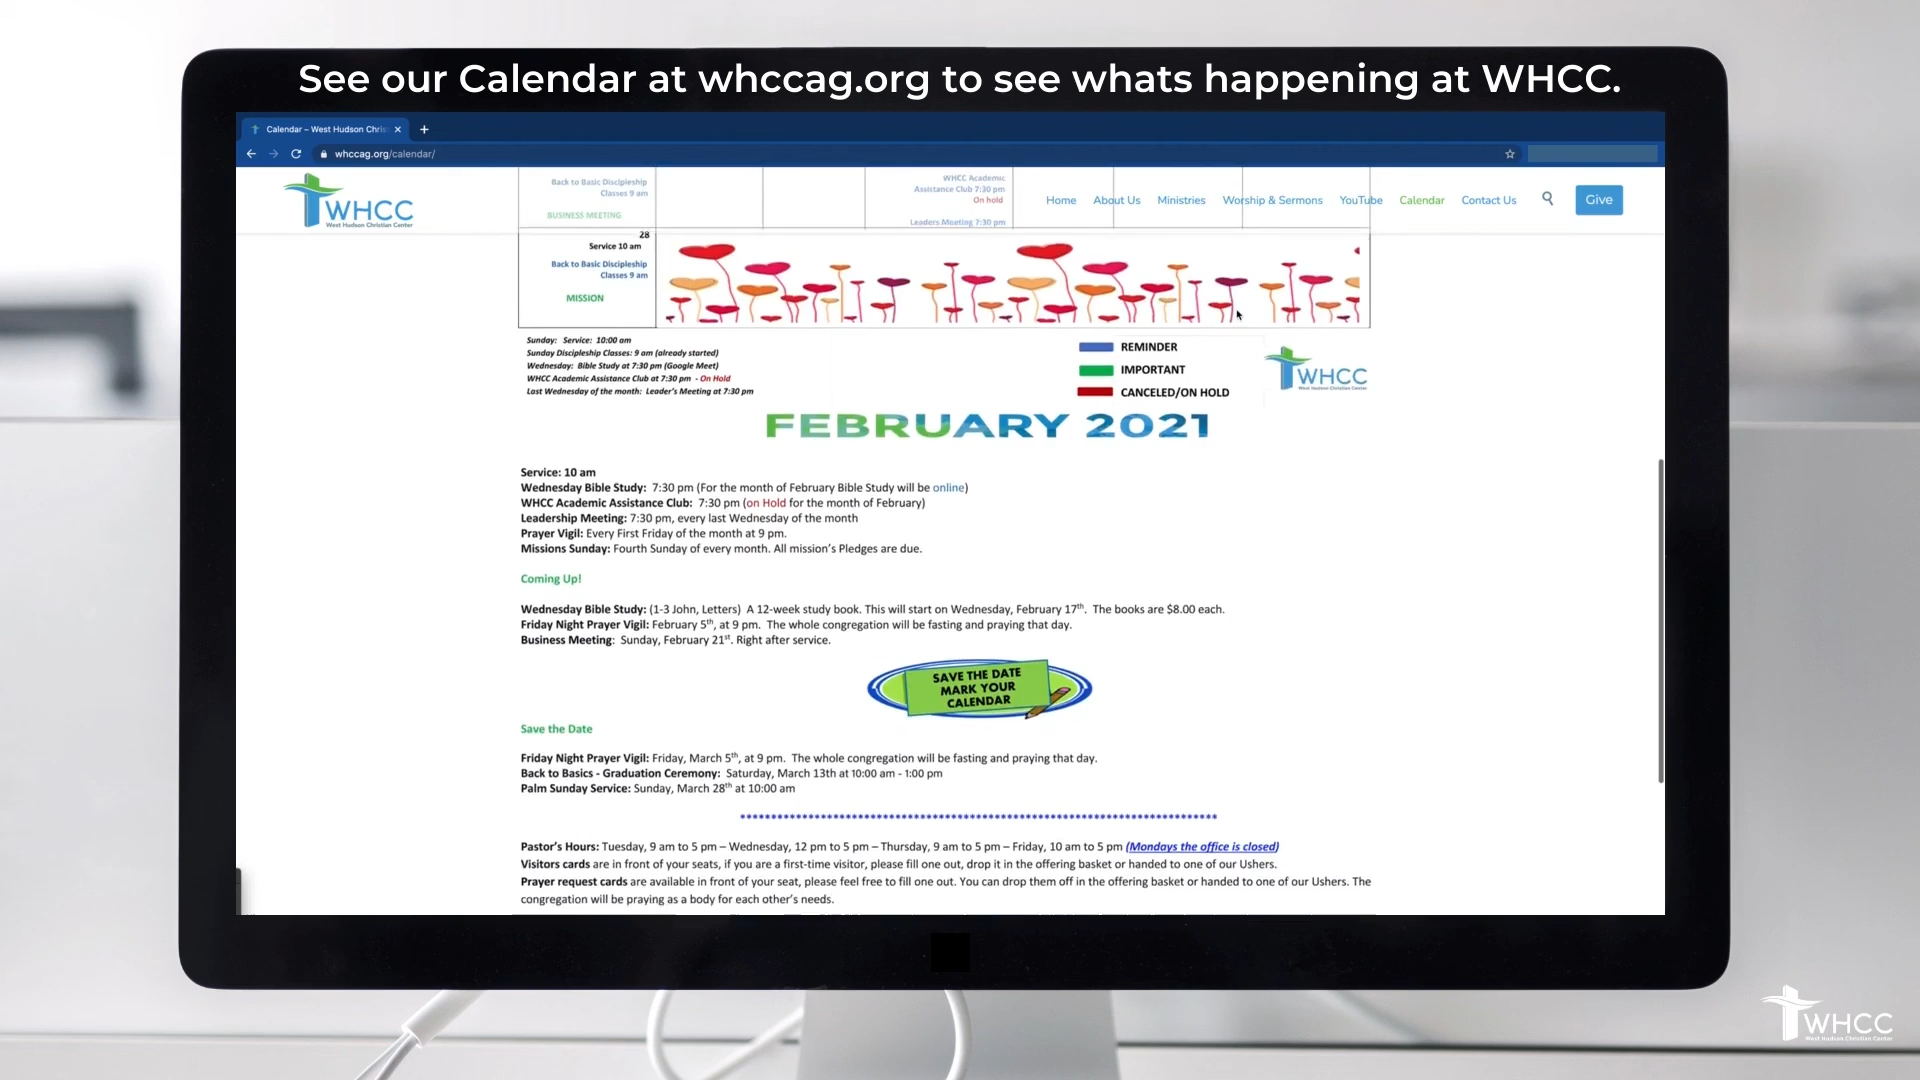 See our Calendar at whccag.org to see whats happening at WHCC.
Calendar – West Hudson Chris
whccag.org/calendar/
WHCC
West Hudson Christian Center
Back to Basic Discipleship
Classes 9 am
BUSINESS MEETING
WHCC Academic
Assistance Club 7:30 pm
On hold
Leaders Meeting 7:30 pm
Home About Us Ministries Worship & Sermons YouTube Calendar Contact Us Give
28
Service 10 am
Back to Basic Discipleship
Classes 9 am
MISSION
Sunday: Service: 10:00 am
Sunday Discipleship Classes: 9 am (already started)
Wednesday: Bible Study at 7:30 pm (Google Meet)
WHCC Academic Assistance Club at 7:30 pm - On Hold
Last Wednesday of the month: Leader's Meeting at 7:30 pm
REMINDER
IMPORTANT
CANCELED/ON HOLD
WHCC
West Hudson Christian Center
FEBRUARY 2021
Service: 10 am
Wednesday Bible Study: 7:30 pm (For the month of February Bible Study will be online)
WHCC Academic Assistance Club: 7:30 pm (on Hold for the month of February)
Leadership Meeting: 7:30 pm, every last Wednesday of the month
Prayer Vigil: Every First Friday of the month at 9 pm.
Missions Sunday: Fourth Sunday of every month. All mission's Pledges are due.
Coming Up!
Wednesday Bible Study: (1-3 John, Letters) A 12-week study book. This will start on Wednesday, February 17th. The books are $8.00 each.
Friday Night Prayer Vigil: February 5th, at 9 pm. The whole congregation will be fasting and praying that day.
Business Meeting: Sunday, February 21st. Right after service.
SAVE THE DATE
MARK YOUR
CALENDAR
Save the Date
Friday Night Prayer Vigil: Friday, March 5th, at 9 pm. The whole congregation will be fasting and praying that day.
Back to Basics - Graduation Ceremony: Saturday, March 13th at 10:00 am - 1:00 pm
Palm Sunday Service: Sunday, March 28th at 10:00 am
Pastor's Hours: Tuesday, 9 am to 5 pm – Wednesday, 12 pm to 5 pm – Thursday, 9 am to 5 pm – Friday, 10 am to 5 pm (Mondays the office is closed)
Visitors cards are in front of your seats, if you are a first-time visitor, please fill one out, drop it in the offering basket or handed to one of our Ushers.
Prayer request cards are available in front of your seat, please feel free to fill one out. You can drop them off in the offering basket or handed to one of our Ushers. The
congregation will be praying as a body for each other's needs.
WHCC
West Hudson Christian Center